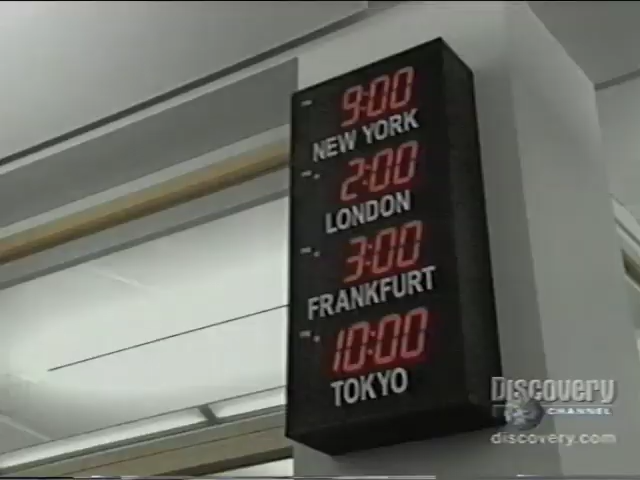 9:00
NEW YORK
2:00
LONDON
3:00
FRANKFURT
10:00
TOKYO
Discovery
CHANNEL
discovery.com